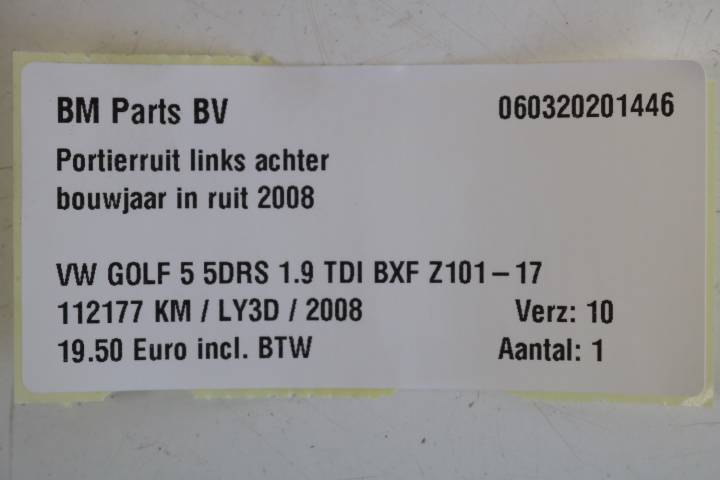 BM Parts BV 060320201446
Portierruit links achter
bouwjaar in ruit 2008
VW GOLF 5 5DRS 1.9 TDI BXF Z101-17
112177 KM / LY3D / 2008 Verz: 10
19.50 Euro incl. BTW Aantal: 1